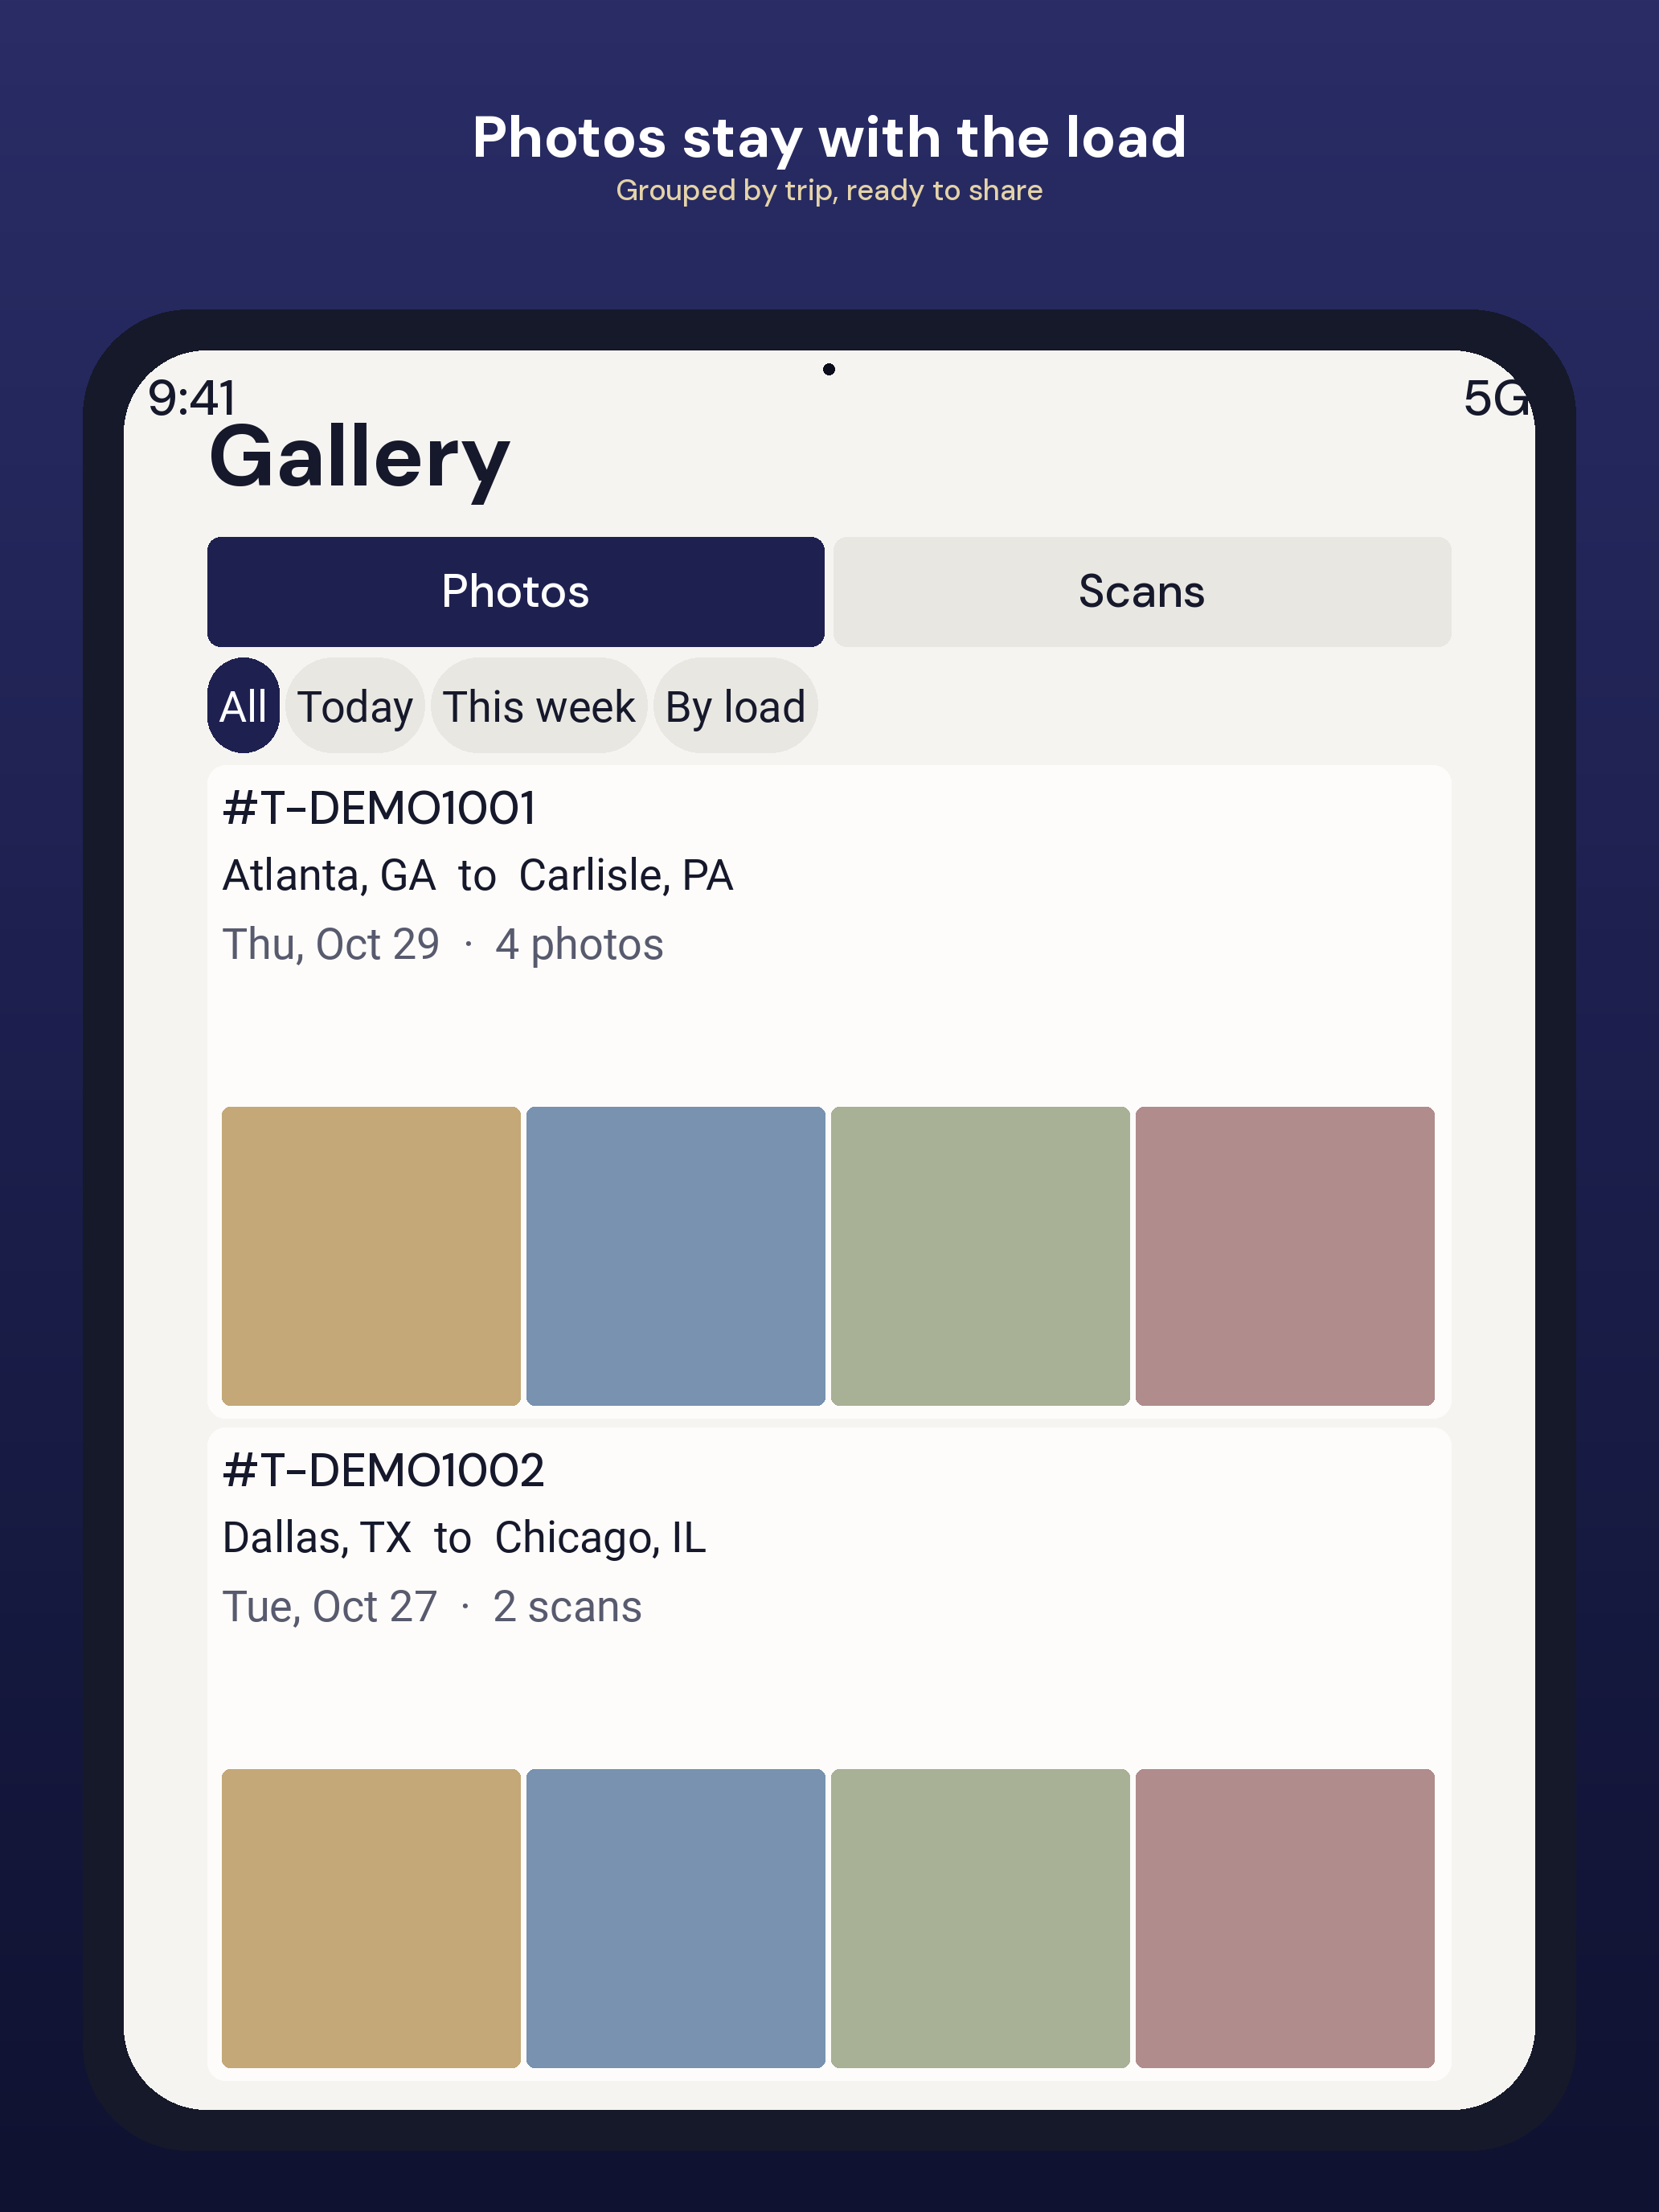 Photos stay with the load
Grouped by trip, ready to share
9:41
5G
Gallery
Photos
Scans
All
Today
This week
By load
#T-DEMO1001
Atlanta, GA to Carlisle, PA
Thu, Oct 29 · 4 photos
#T-DEMO1002
Dallas, TX to Chicago, IL
Tue, Oct 27 · 2 scans